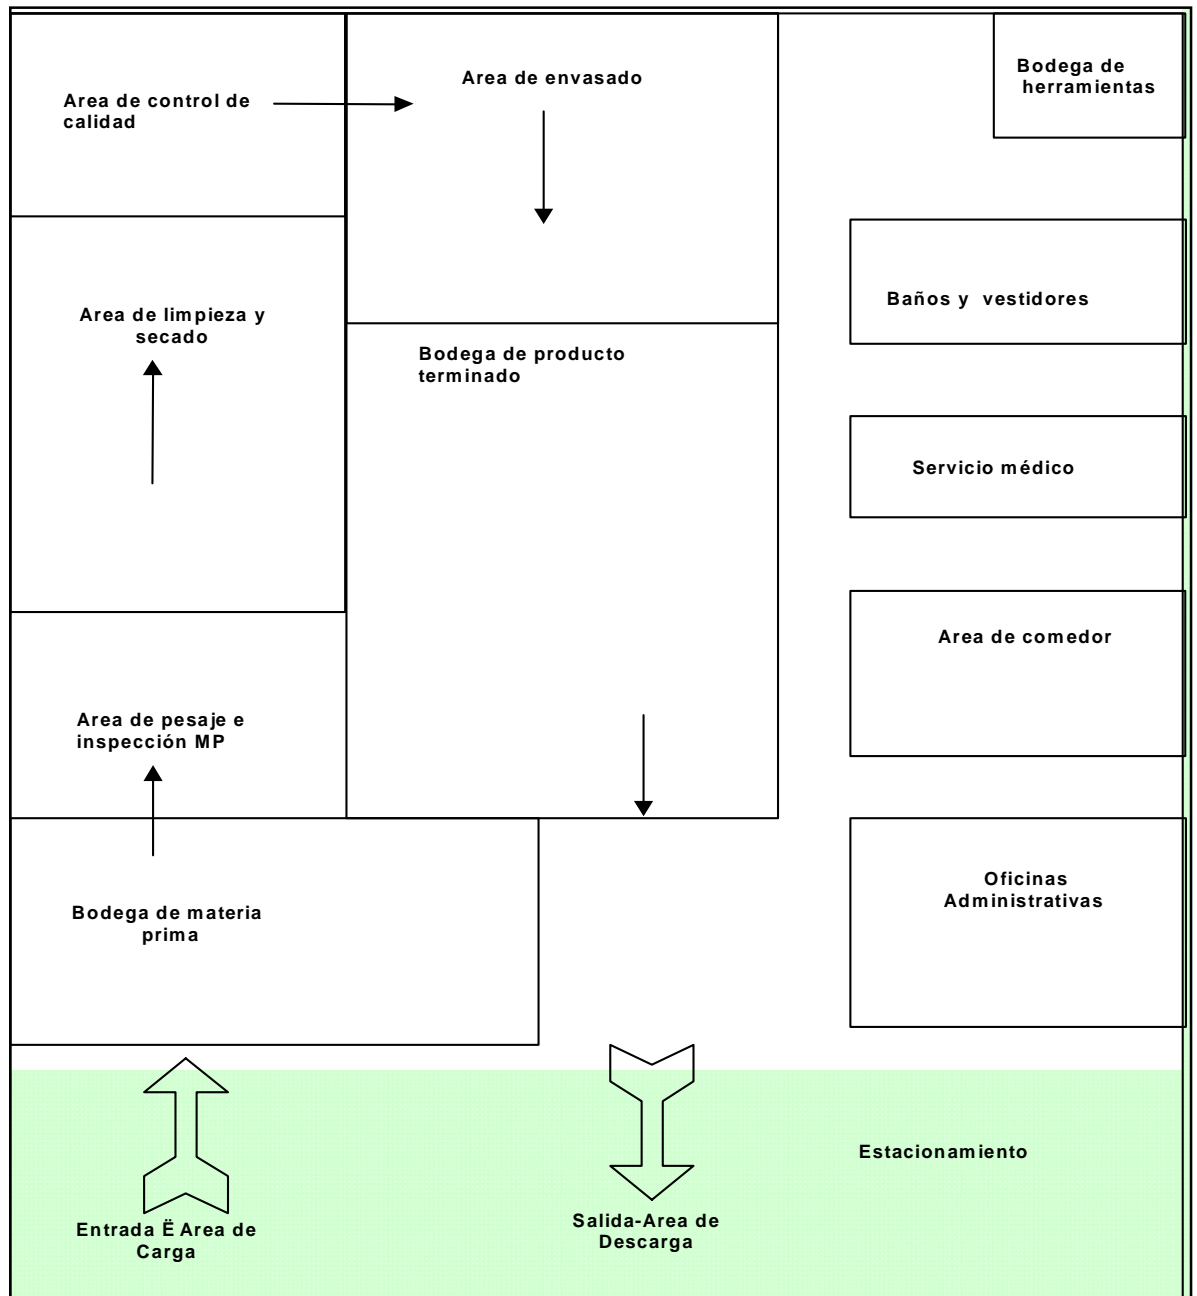 Area de control de
calidad
Area de envasado
Bodega de
herramientas
Area de limpieza y
secado
Bodega de producto
terminado
Baños y vestidores
Servicio médico
Area de comedor
Area de pesaje e
inspección MP
Bodega de materia
prima
Oficinas
Administrativas
Estacionamiento
Entrada Ë Area de
Carga
Salida-Area de
Descarga